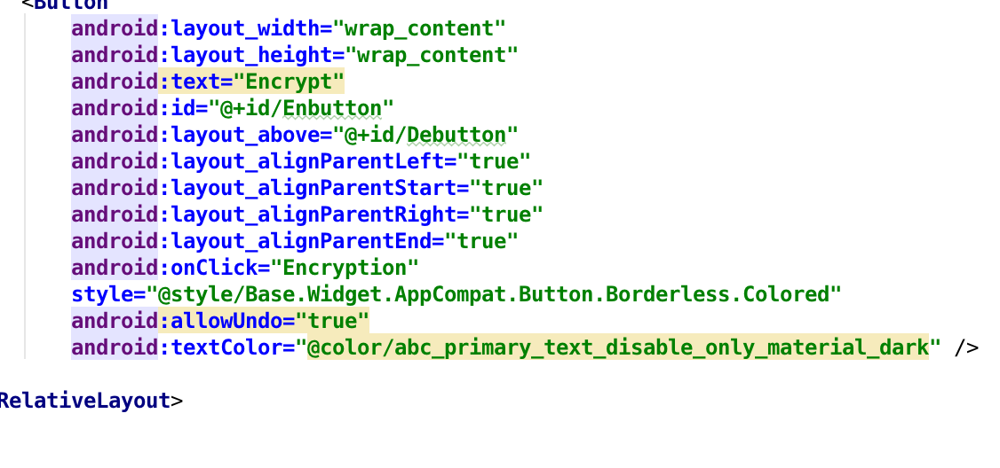 <Button
android:layout_width="wrap_content"
android:layout_height="wrap_content"
android:text="Encrypt"
android:id="@+id/Enbutton"
android:layout_above="@+id/Debutton"
android:layout_alignParentLeft="true"
android:layout_alignParentStart="true"
android:layout_alignParentRight="true"
android:layout_alignParentEnd="true"
android:onClick="Encryption"
style="@style/Base.Widget.AppCompat.Button.Borderless.Colored"
android:allowUndo="true"
android:textColor="@color/abc_primary_text_disable_only_material_dark" />
RelativeLayout>